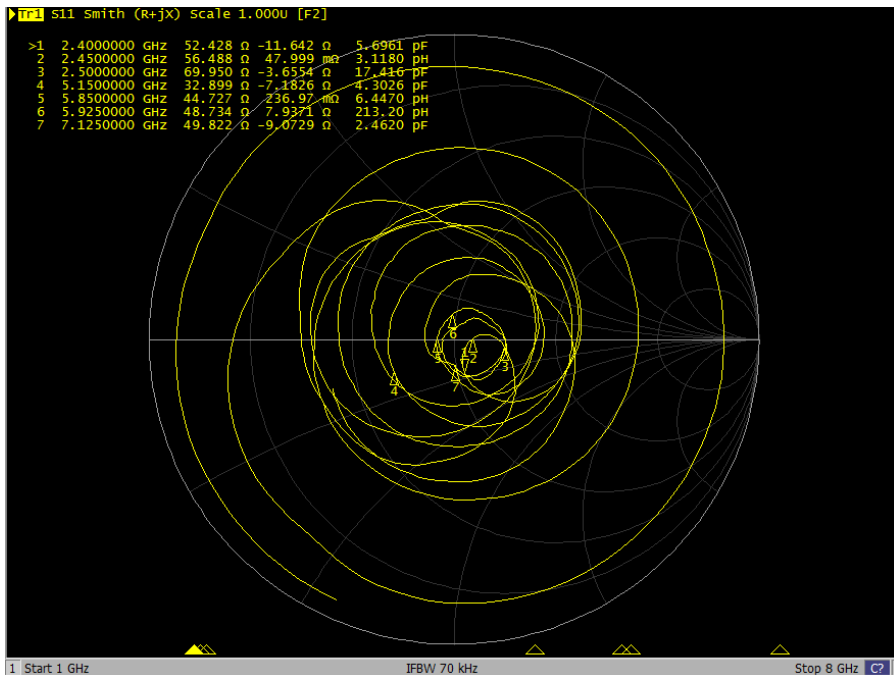 Tr1 S11 Smith (R+jX) Scale 1.000U [F2]
>1 2.4000000 GHz 52.428 Ω -11.642 Ω 5.6961 pF
2 2.4500000 GHz 56.488 Ω 47.999 mΩ 3.1180 pH
3 2.5000000 GHz 69.950 Ω -3.6554 Ω 17.416 pF
4 5.1500000 GHz 32.899 Ω -7.1826 Ω 4.3026 pF
5 5.8500000 GHz 44.727 Ω 236.97 mΩ 6.4470 pH
6 5.9250000 GHz 48.734 Ω 7.9371 Ω 213.20 pH
7 7.1250000 GHz 49.822 Ω -9.0729 Ω 2.4620 pF
6
1
5 2 3
7
4
1 Start 1 GHz IFBW 70 kHz Stop 8 GHz C?